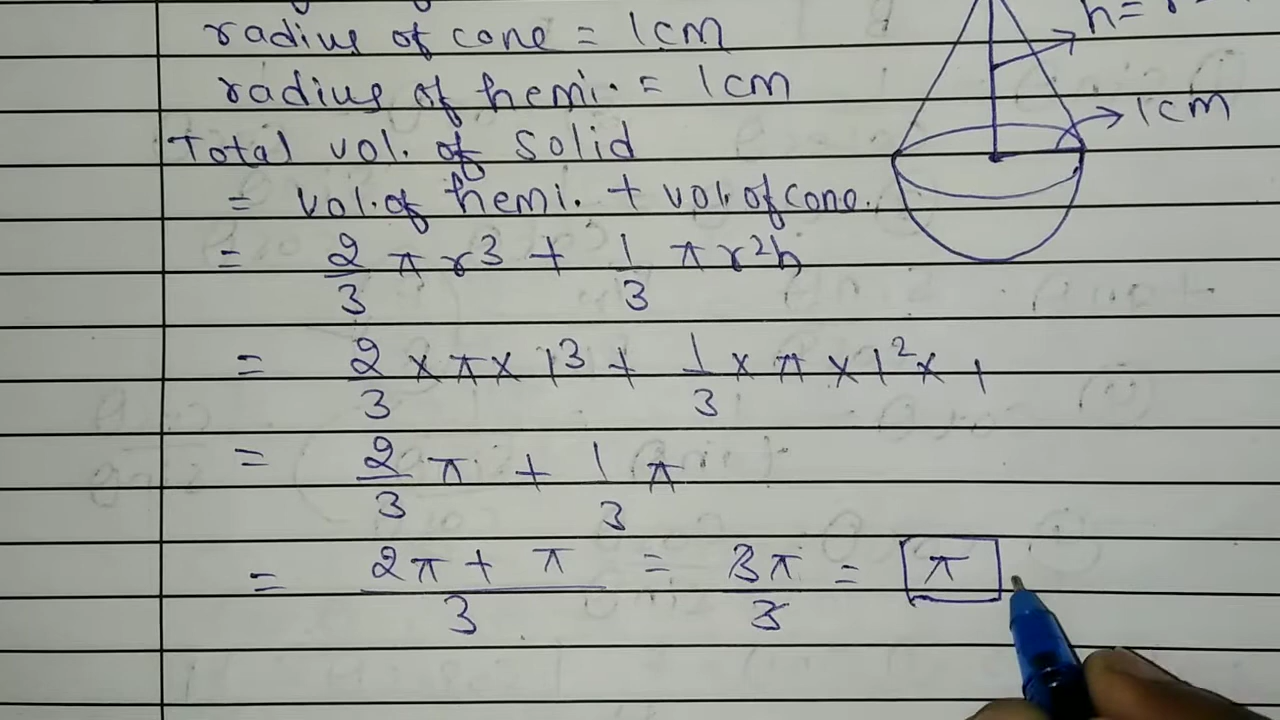 radius of cone = 1cm
h=
radius of hemi. = 1cm
1cm
Total vol. of solid
= vol. of hemi. + vol. of cone.
= 2/3 π r³ + 1/3 π r²h
= 2/3 × π × 1³ + 1/3 × π × 1² × 1
= 2/3 π + 1/3 π
= 2π + π / 3 = 3π / 3 = π